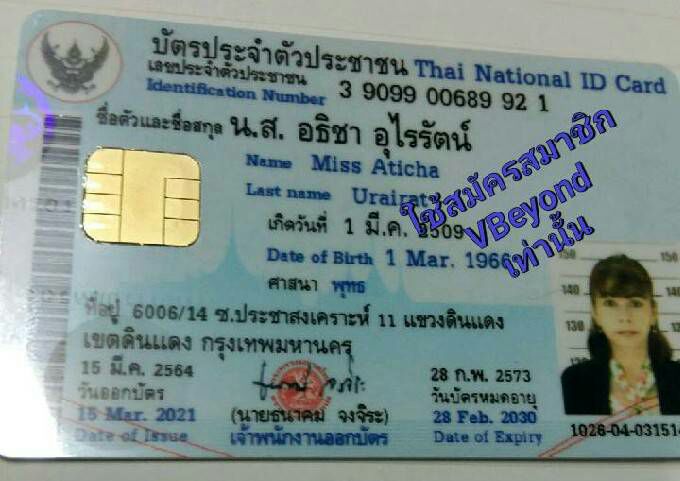 บัตรประจำตัวประชาชน Thai National ID Card
เลขประจำตัวประชาชน
Identification Number 3 9099 00689 92 1
ชื่อตัวและชื่อสกุล น.ส. อธิชา อุไรรัตน์
Name Miss Aticha
Last name Urairat
เกิดวันที่ 1 มี.ค. 2509
Date of Birth 1 Mar. 1966
ศาสนา พุทธ
ใช้สมัครสมาชิก
VBeyond
เท่านั้น
ที่อยู่ 6006/14 ซ.ประชาสงเคราะห์ 11 แขวงดินแดง
เขตดินแดง กรุงเทพมหานคร
15 มี.ค. 2564
วันออกบัตร
15 Mar. 2021
Date of Issue
(นายธนาคม จงจิระ)
เจ้าพนักงานออกบัตร
28 ก.พ. 2573
วันบัตรหมดอายุ
28 Feb. 2030
Date of Expiry
150 150
140 140
130 130
1026-04-031514